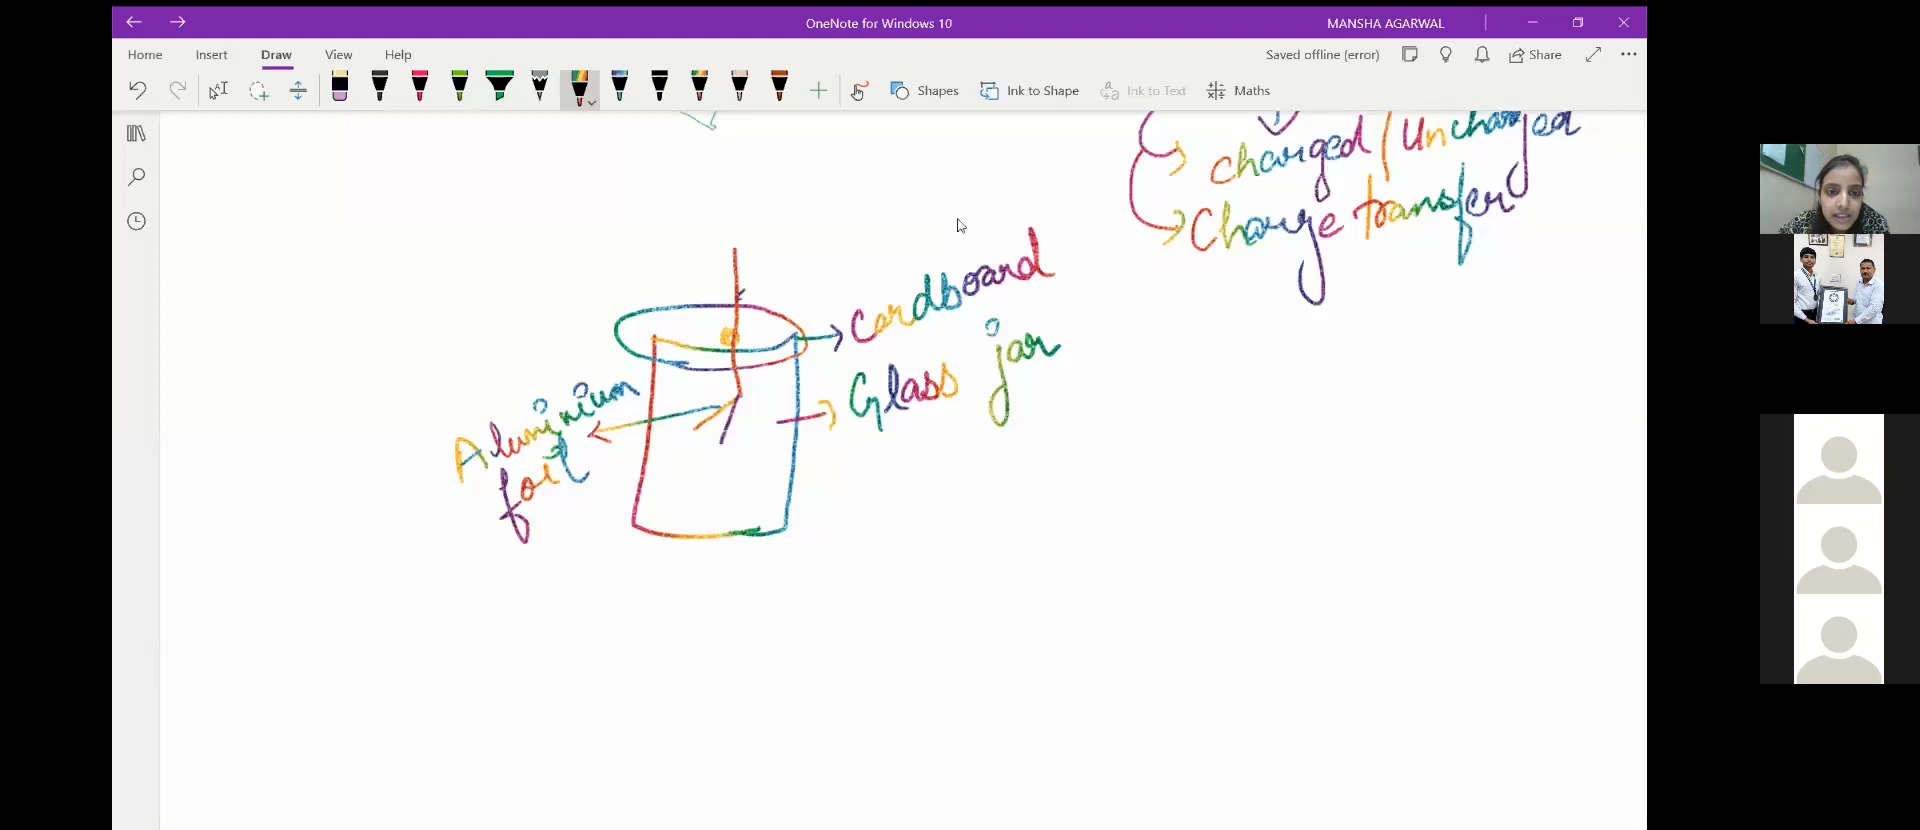 OneNote for Windows 10
MANSHA AGARWAL
Home Insert Draw View Help
Saved offline (error) Share
Shapes Ink to Shape Ink to Text Maths
Charged / Uncharged
Charge transfer
Cardboard
Glass jar
Aluminium
foil